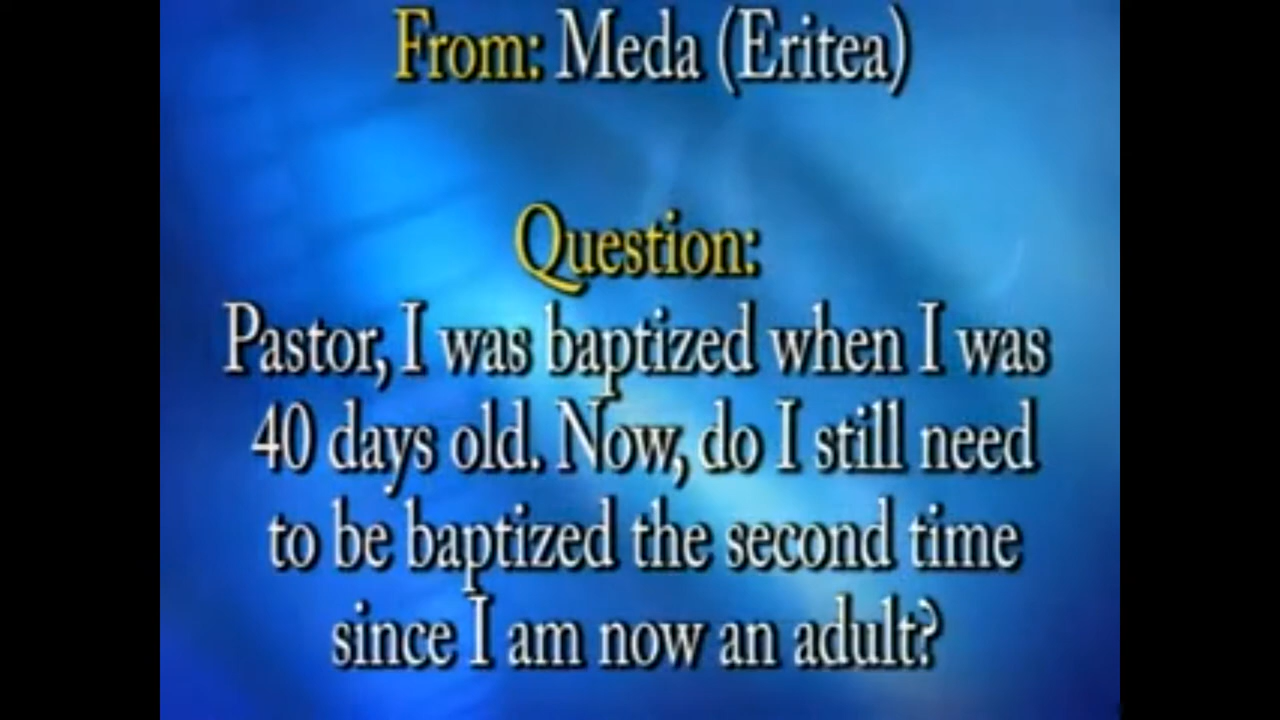 From: Meda (Eritea)
Question:
Pastor, I was baptized when I was
40 days old. Now, do I still need
to be baptized the second time
since I am now an adult?